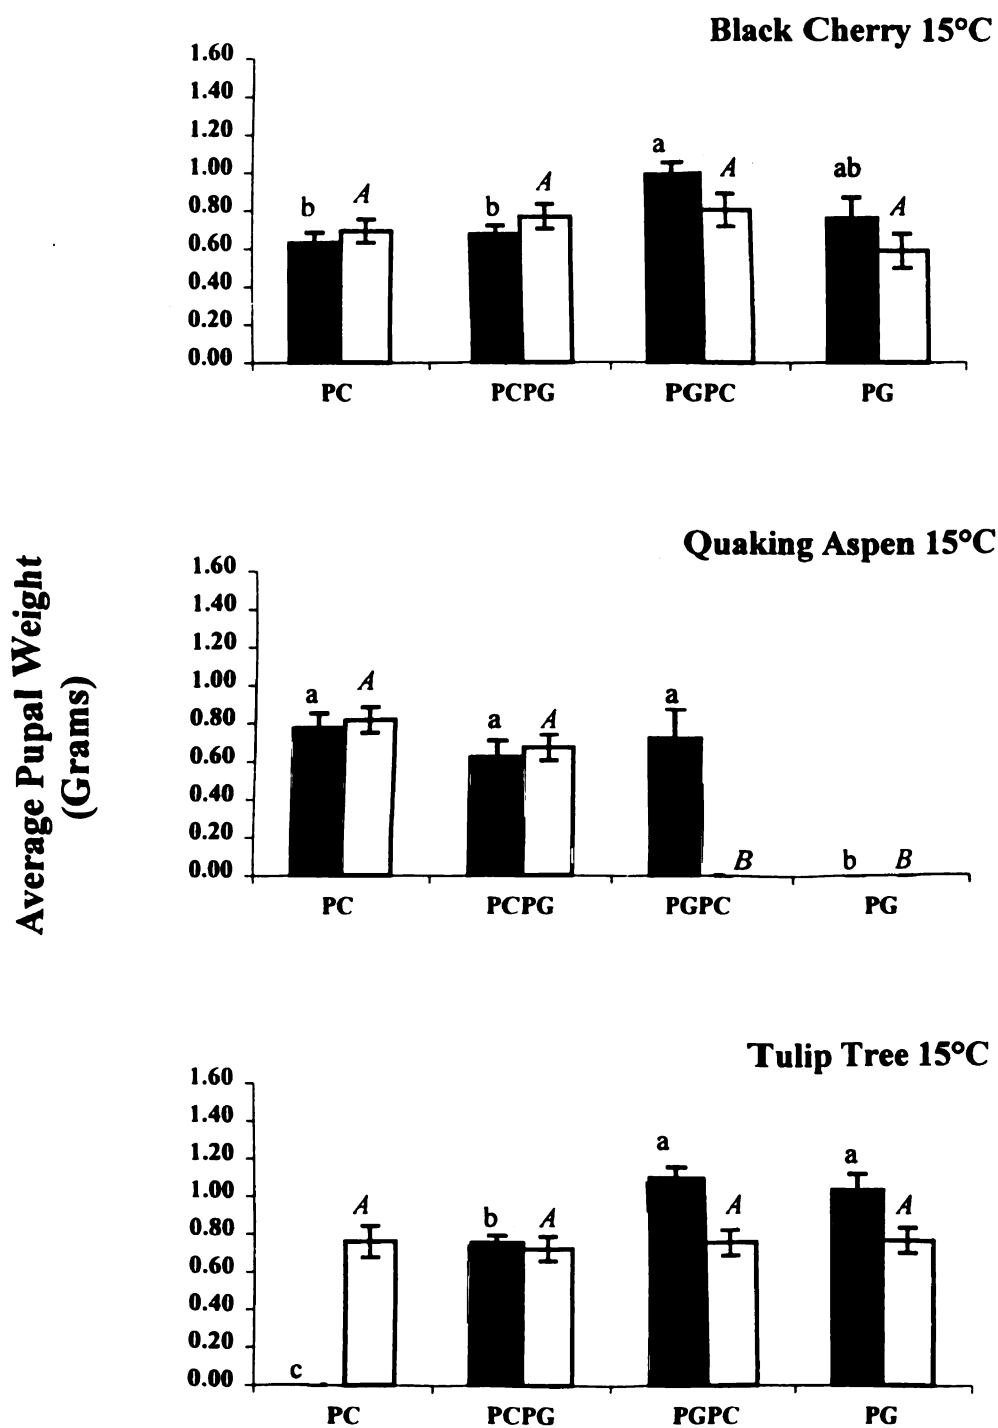 Black Cherry 15°C
1.60
1.40
1.20
1.00
0.80
0.60
0.40
0.20
0.00
b
A
b
A
a
A
ab
A
PC
PCPG
PGPC
PG
Average Pupal Weight
(Grams)
Quaking Aspen 15°C
1.60
1.40
1.20
1.00
0.80
0.60
0.40
0.20
0.00
a
A
a
A
a
B
b
B
PC
PCPG
PGPC
PG
Tulip Tree 15°C
1.60
1.40
1.20
1.00
0.80
0.60
0.40
0.20
0.00
c
A
b
A
a
A
a
A
PC
PCPG
PGPC
PG